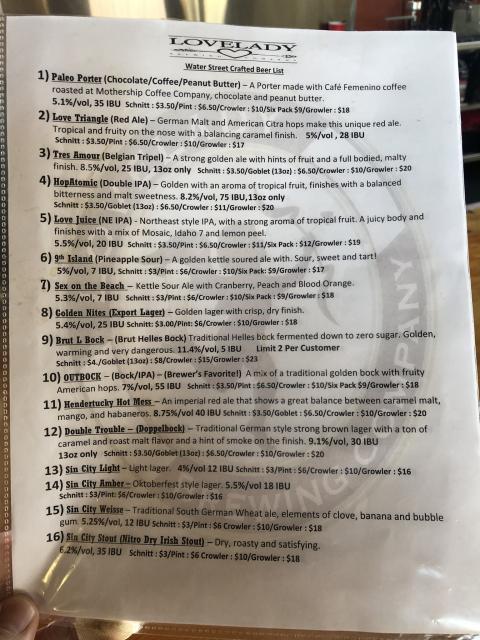 LOVELADY
Water Street Crafted Beer List
1) Paleo Porter (Chocolate/Coffee/Peanut Butter) – A Porter made with Café Femenino coffee
roasted at Mothership Coffee Company, chocolate and peanut butter.
5.1%/vol, 35 IBU Schnitt : $3.50/Pint : $6.50/Crowler : $10/Six Pack $9/Growler : $18
2) Love Triangle (Red Ale) – German Malt and American Citra hops make this unique red ale.
Tropical and fruity on the nose with a balancing caramel finish. 5%/vol , 28 IBU
Schnitt : $3.50/Pint : $6.50/Crowler : $10/Growler : $17
3) Tres Amour (Belgian Tripel) – A strong golden ale with hints of fruit and a full bodied, malty
finish. 8.5%/vol, 25 IBU, 13oz only Schnitt : $3.50/Goblet (13oz) : $6.50/Crowler : $10/Growler : $20
4) HopAtomic (Double IPA) – Golden with an aroma of tropical fruit, finishes with a balanced
bitterness and malt sweetness. 8.2%/vol, 75 IBU,13oz only
Schnitt : $3.50/Goblet (13oz) : $6.50/Crowler : $11/Growler : $20
5) Love Juice (NE IPA) - Northeast style IPA, with a strong aroma of tropical fruit. A juicy body and
finishes with a mix of Mosaic, Idaho 7 and lemon peel.
5.5%/vol, 20 IBU Schnitt : $3.50/Pint : $6.50/Crowler : $11/Six Pack : $12/Growler : $19
6) 9th Island (Pineapple Sour) – A golden kettle soured ale with. Sour, sweet and tart!
5%/vol, 7 IBU, Schnitt : $3/Pint : $6/Crowler : $10/Six Pack: $9/Growler : $17
7) Sex on the Beach – Kettle Sour Ale with Cranberry, Peach and Blood Orange.
5.3%/vol, 7 IBU Schnitt : $3/Pint : $6/Crowler : $10/Six Pack : $9/Growler : $18
8) Golden Nites (Export Lager) – Golden lager with crisp, dry finish.
5.4%/vol, 25 IBU Schnitt : $3.00/Pint : $6/Crowler : $10/Growler : $18
9) Brut L Bock – (Brut Helles Bock) Traditional Helles bock fermented down to zero sugar. Golden,
warming and very dangerous. 11.4%/vol, 5 IBU Limit 2 Per Customer
Schnitt : $4./Goblet (13oz) : $8/Crowler : $15/Growler : $23
10) OUTBOCK – (Bock/IPA) – (Brewer's Favorite!) A mix of a traditional golden bock with fruity
American hops. 7%/vol, 55 IBU Schnitt : $3.50/Pint : $6.50/Crowler : $10/Six Pack $9/Growler : $18
11) Hendertucky Hot Mess – An imperial red ale that shows a great balance between caramel malt,
mango, and habaneros. 8.75%/vol 40 IBU Schnitt : $3.50/Goblet : $6.50/Crowler : $10/Growler : $20
12) Double Trouble – (Doppelbock) – Traditional German style strong brown lager with a ton of
caramel and roast malt flavor and a hint of smoke on the finish. 9.1%/vol, 30 IBU
13oz only Schnitt : $3.50/Goblet (13oz) : $6.50/Crowler : $10/Growler : $20
13) Sin City Light – Light lager. 4%/vol 12 IBU Schnitt : $3/Pint : $6/Crowler : $10/Growler : $16
14) Sin City Amber – Oktoberfest style lager. 5.5%/vol 18 IBU
Schnitt : $3/Pint : $6/Crowler : $10/Growler : $16
15) Sin City Weisse – Traditional South German Wheat ale, elements of clove, banana and bubble
gum. 5.25%/vol, 12 IBU Schnitt : $3/Pint : $6 Crowler : $10/Growler : $18
16) Sin City Stout (Nitro Dry Irish Stout) – Dry, roasty and satisfying.
6.2%/vol, 35 IBU Schnitt : $3/Pint : $6 Crowler : $10/Growler : $18